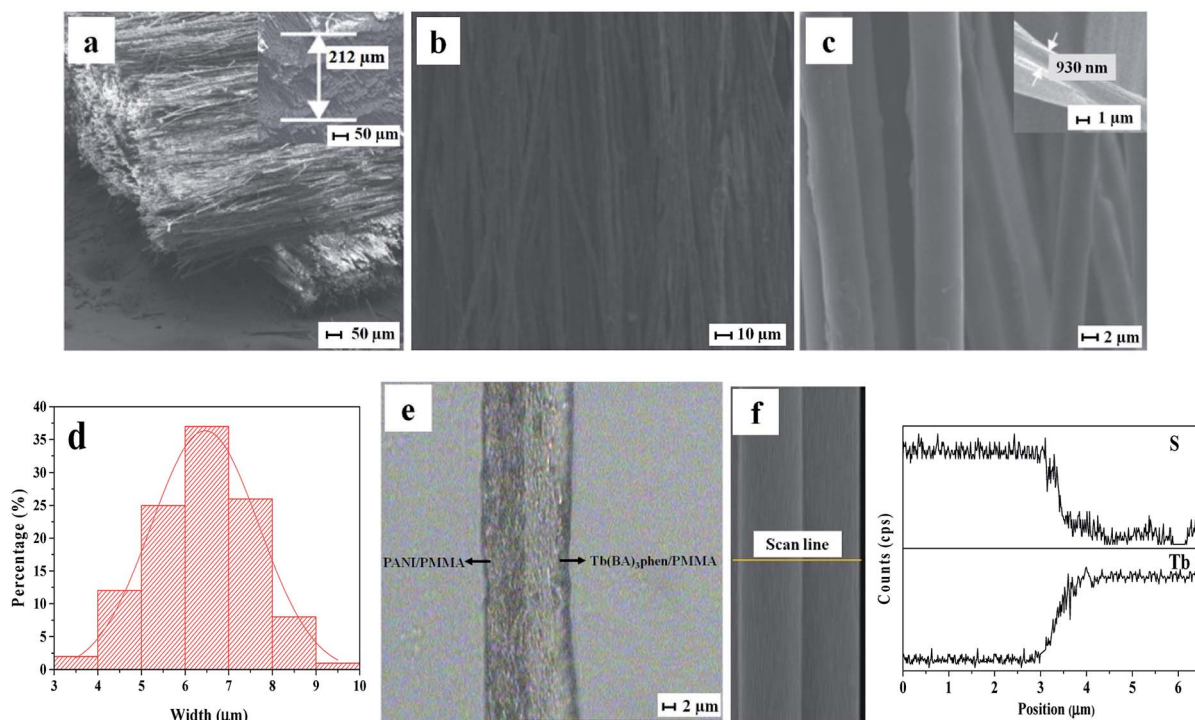 a
212 μm
50 μm
50 μm
b
10 μm
c
930 nm
1 μm
2 μm
d
Percentage (%)
40
35
30
25
20
15
10
5
0
3 4 5 6 7 8 9 10
Width (μm)
e
PANI/PMMA
Tb(BA)₃phen/PMMA
2 μm
f
Scan line
Counts (cps)
S
Tb
0 1 2 3 4 5 6
Position (μm)